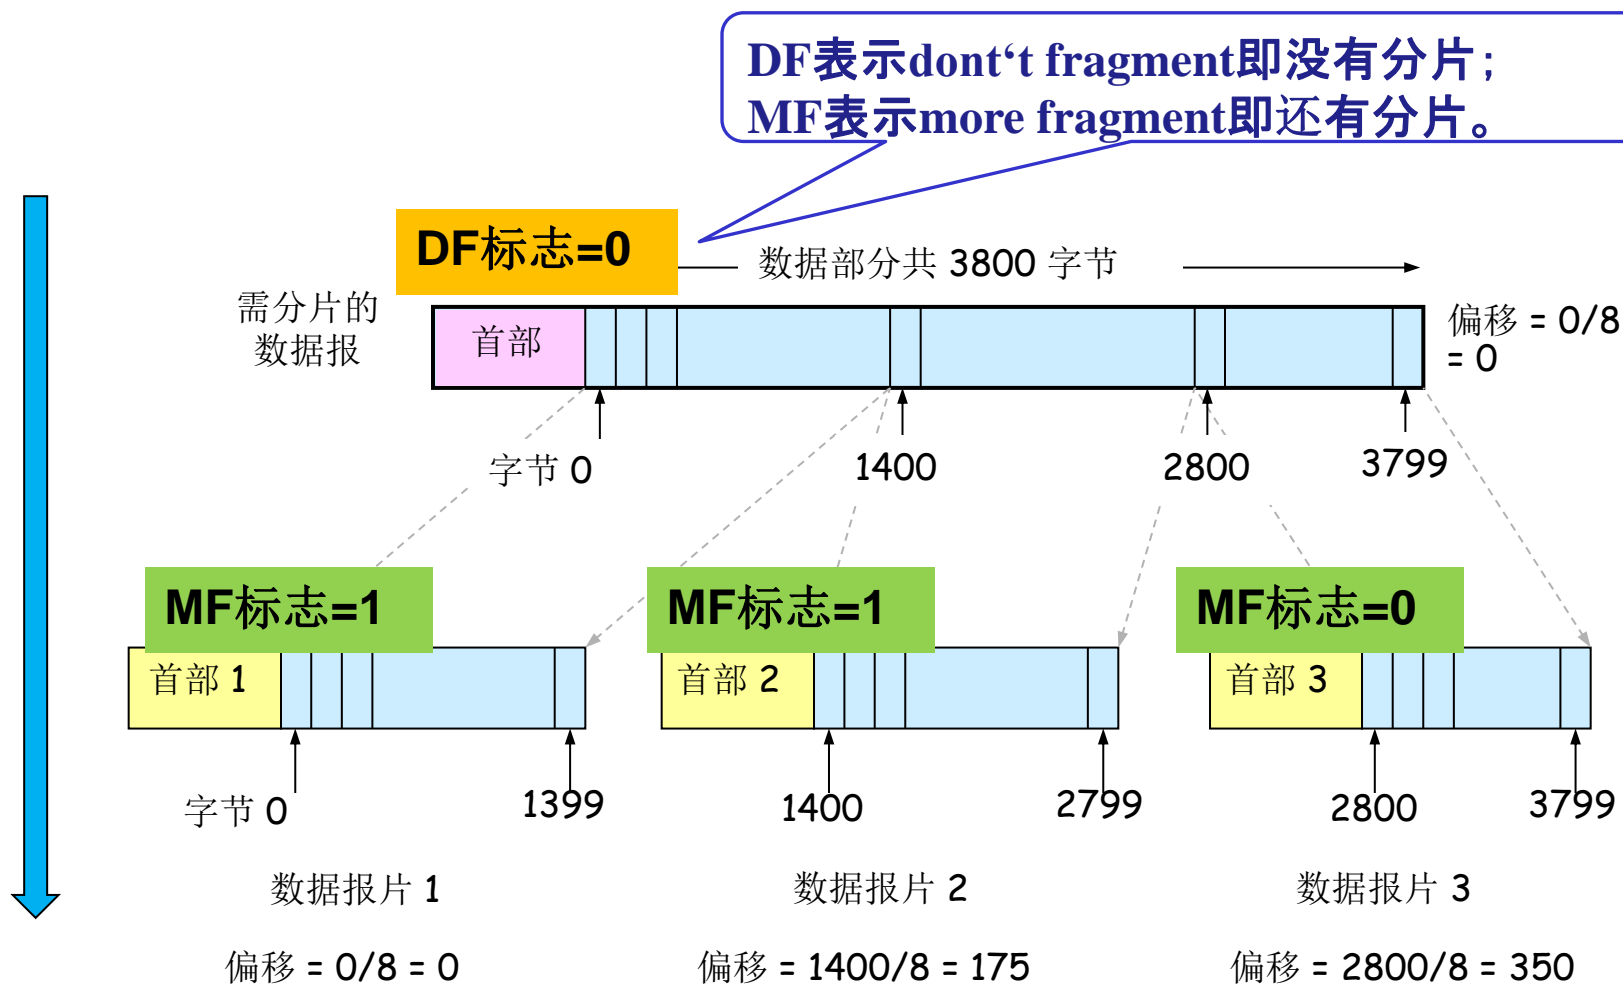 DF表示dont‘t fragment即没有分片;
MF表示more fragment即还有分片。
DF标志=0
数据部分共 3800 字节
需分片的
数据报
首部
偏移 = 0/8
= 0
字节 0
1400
2800
3799
MF标志=1
MF标志=1
MF标志=0
首部 1
首部 2
首部 3
字节 0
1399
1400
2799
2800
3799
数据报片 1
数据报片 2
数据报片 3
偏移 = 0/8 = 0
偏移 = 1400/8 = 175
偏移 = 2800/8 = 350